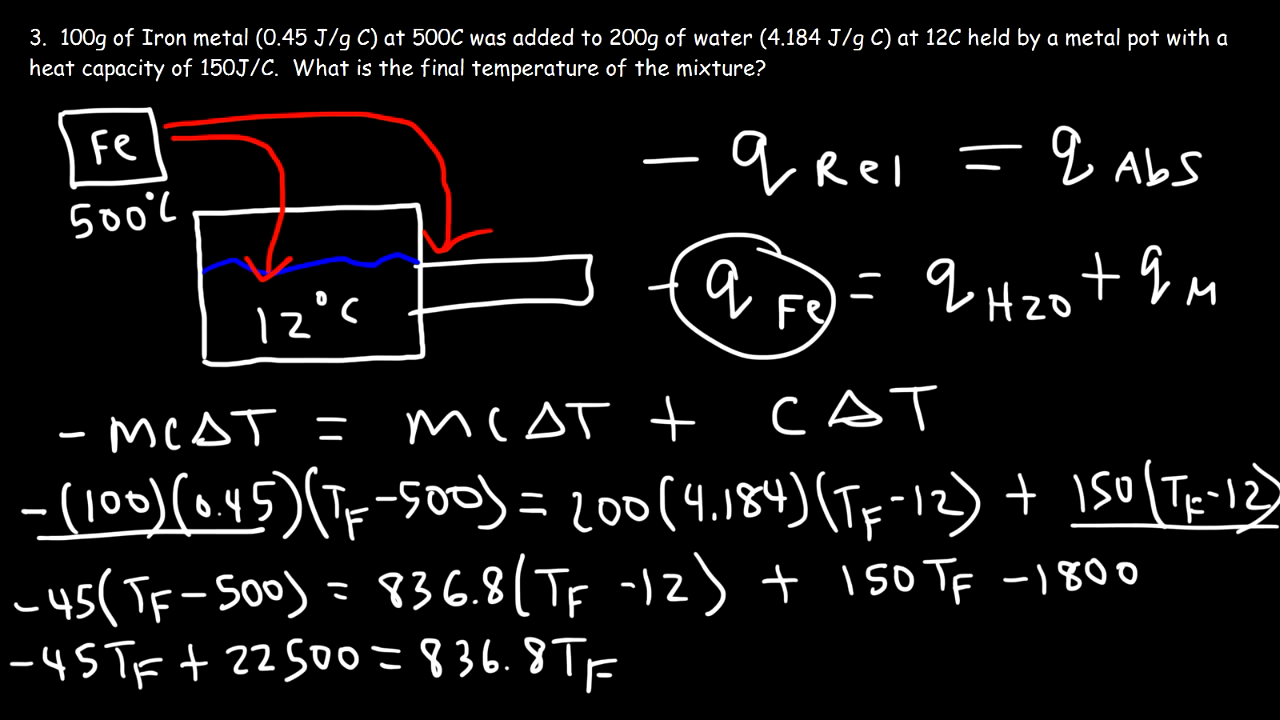 3. 100g of Iron metal (0.45 J/g C) at 500C was added to 200g of water (4.184 J/g C) at 12C held by a metal pot with a
heat capacity of 150J/C. What is the final temperature of the mixture?
Fe
500°C
12°C
- q Rel = q Abs
- q Fe = q H2O + q M
- mCΔT = mCΔT + CΔT
-(100)(0.45)(TF-500) = 200(4.184)(TF-12) + 150(TF-12)
-45(TF-500) = 836.8(TF-12) + 150TF-1800
-45TF + 22500 = 836.8TF